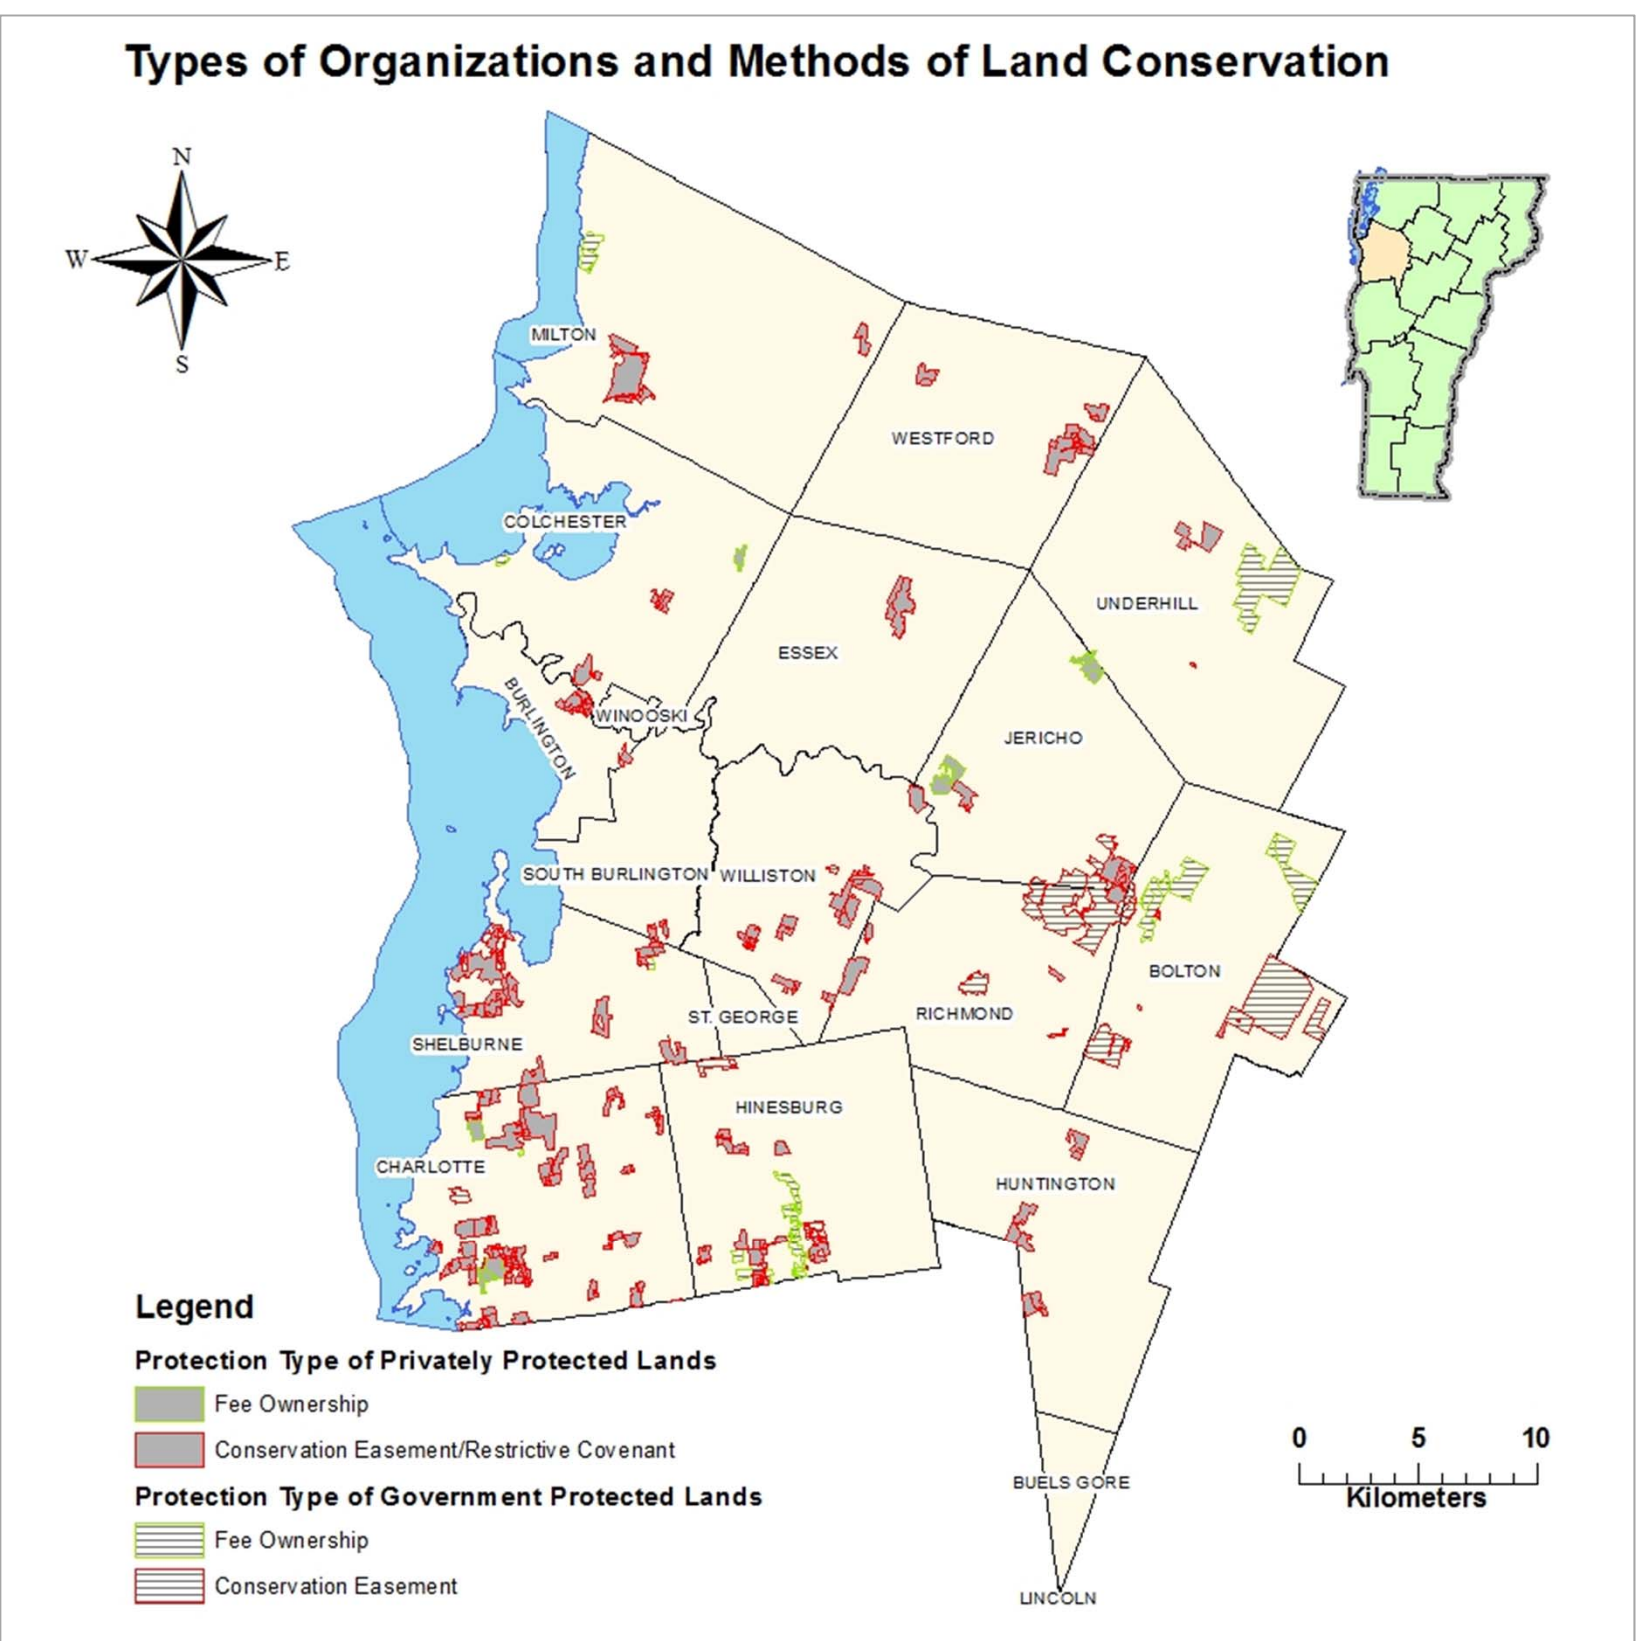 Types of Organizations and Methods of Land Conservation
N
W
E
S
MILTON
WESTFORD
COLCHESTER
UNDERHILL
ESSEX
BURLINGTON
WINOOSKI
JERICHO
SOUTH BURLINGTON
WILLISTON
BOLTON
RICHMOND
ST. GEORGE
SHELBURNE
HINESBURG
CHARLOTTE
HUNTINGTON
BUELS GORE
LINCOLN
Legend
Protection Type of Privately Protected Lands
Fee Ownership
Conservation Easement/Restrictive Covenant
Protection Type of Government Protected Lands
Fee Ownership
Conservation Easement
0 5 10
Kilometers